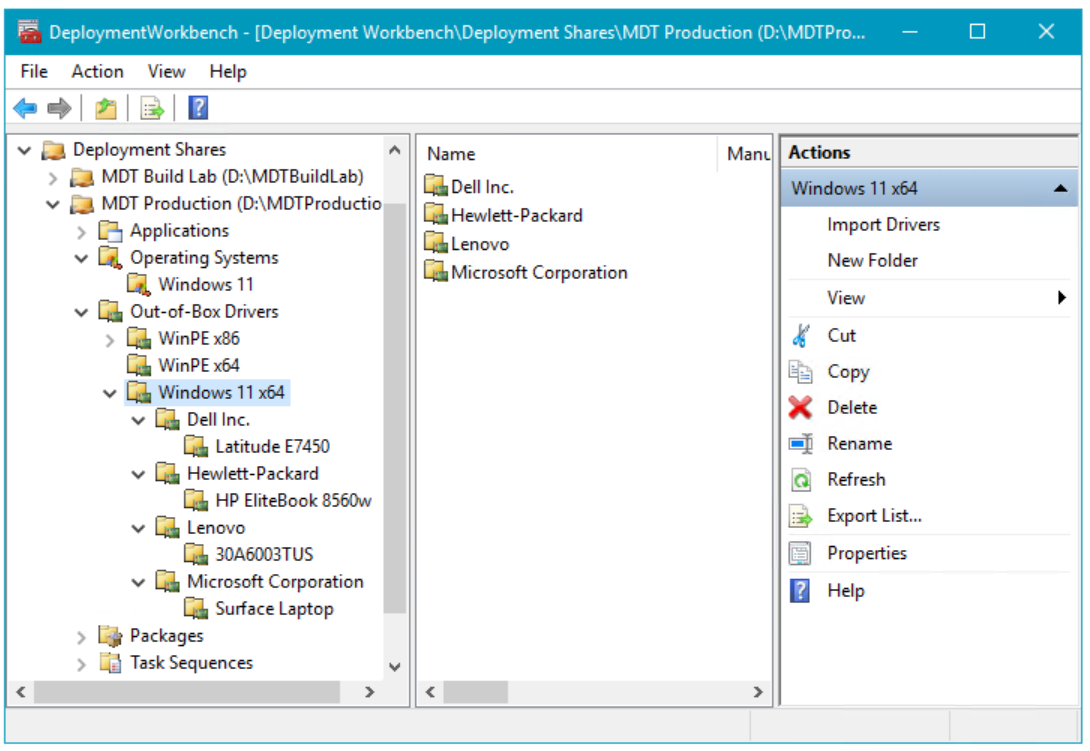 DeploymentWorkbench - [Deployment Workbench\Deployment Shares\MDT Production (D:\MDTPro...
File Action View Help
Deployment Shares
MDT Build Lab (D:\MDTBuildLab)
MDT Production (D:\MDTProductio
Applications
Operating Systems
Windows 11
Out-of-Box Drivers
WinPE x86
WinPE x64
Windows 11 x64
Dell Inc.
Latitude E7450
Hewlett-Packard
HP EliteBook 8560w
Lenovo
30A6003TUS
Microsoft Corporation
Surface Laptop
Packages
Task Sequences
Name Manu
Dell Inc.
Hewlett-Packard
Lenovo
Microsoft Corporation
Actions
Windows 11 x64
Import Drivers
New Folder
View
Cut
Copy
Delete
Rename
Refresh
Export List...
Properties
Help